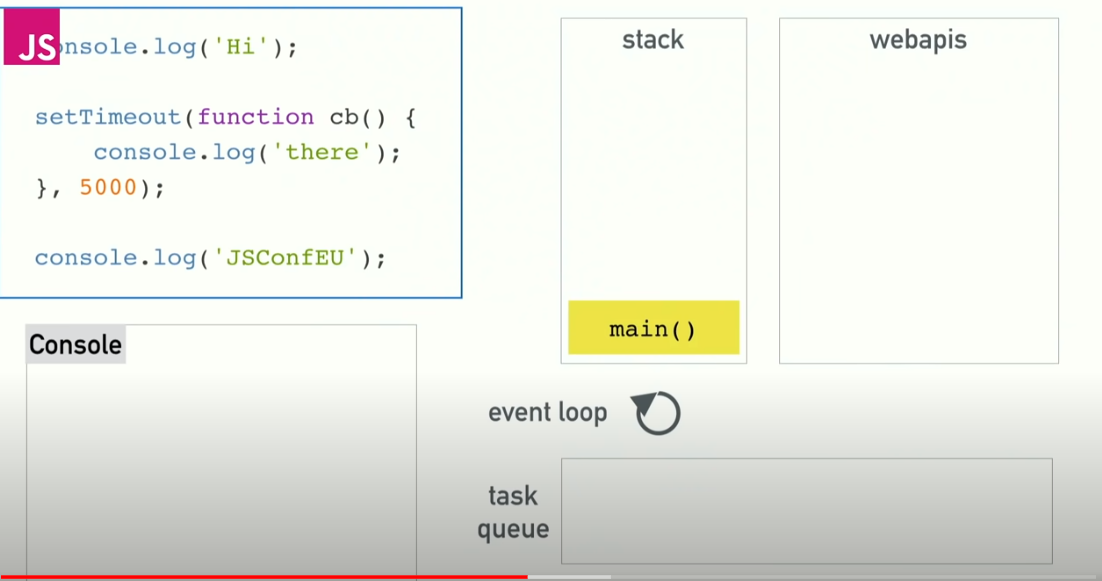 JS
onsole.log('Hi');
setTimeout(function cb() {
console.log('there');
}, 5000);
console.log('JSConfEU');
Console
stack
main()
webapis
event loop
task
queue